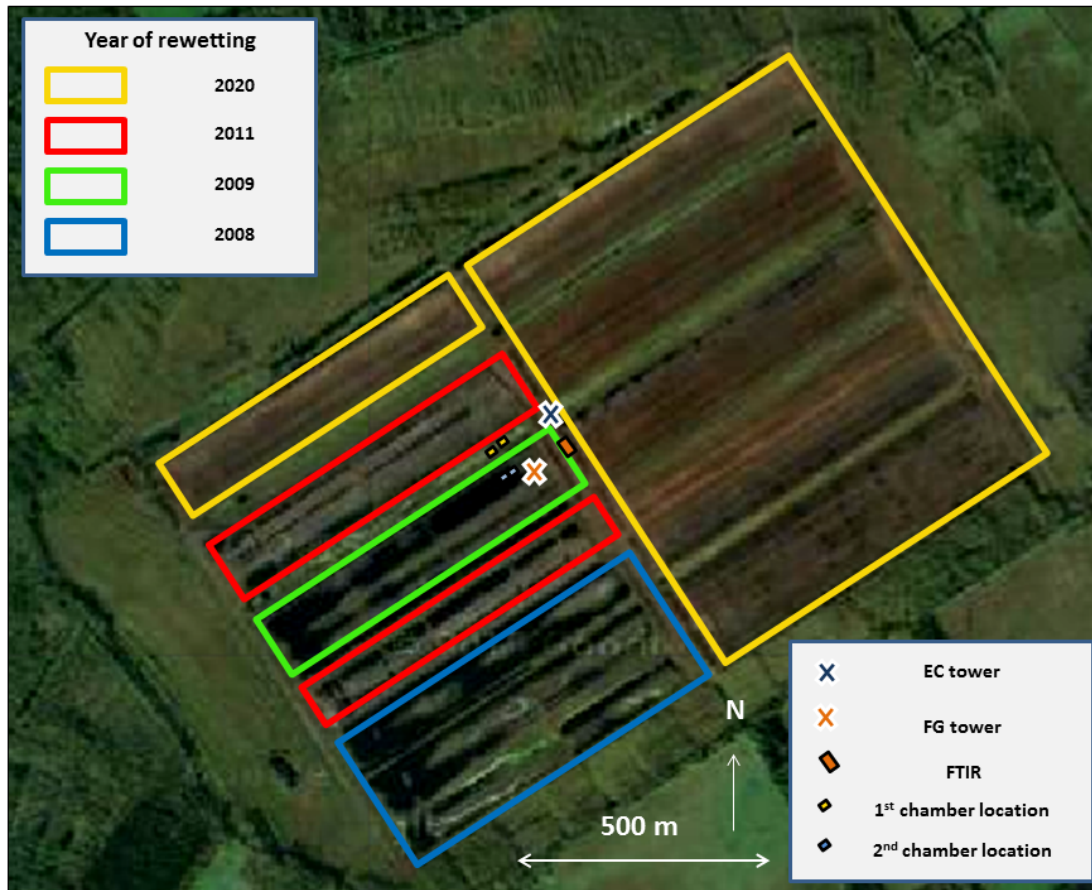 Year of rewetting
2020
2011
2009
2008
N
500 m
EC tower
FG tower
FTIR
1st chamber location
2nd chamber location